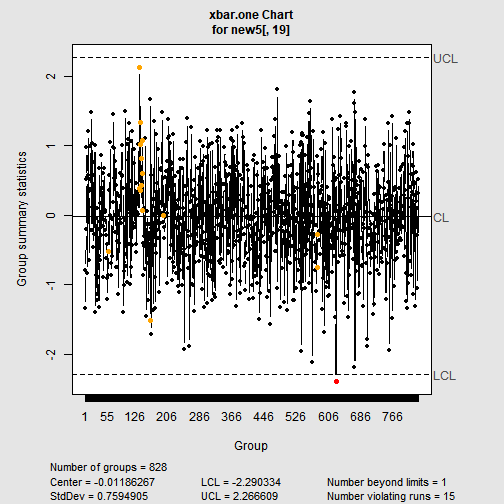 xbar.one Chart
for new5[, 19]
UCL
2
1
0
-1
-2
CL
LCL
Group summary statistics
1 55 126 206 286 366 446 526 606 686 766
Group
Number of groups = 828
Center = -0.01186267 LCL = -2.290334 Number beyond limits = 1
StdDev = 0.7594905 UCL = 2.266609 Number violating runs = 15